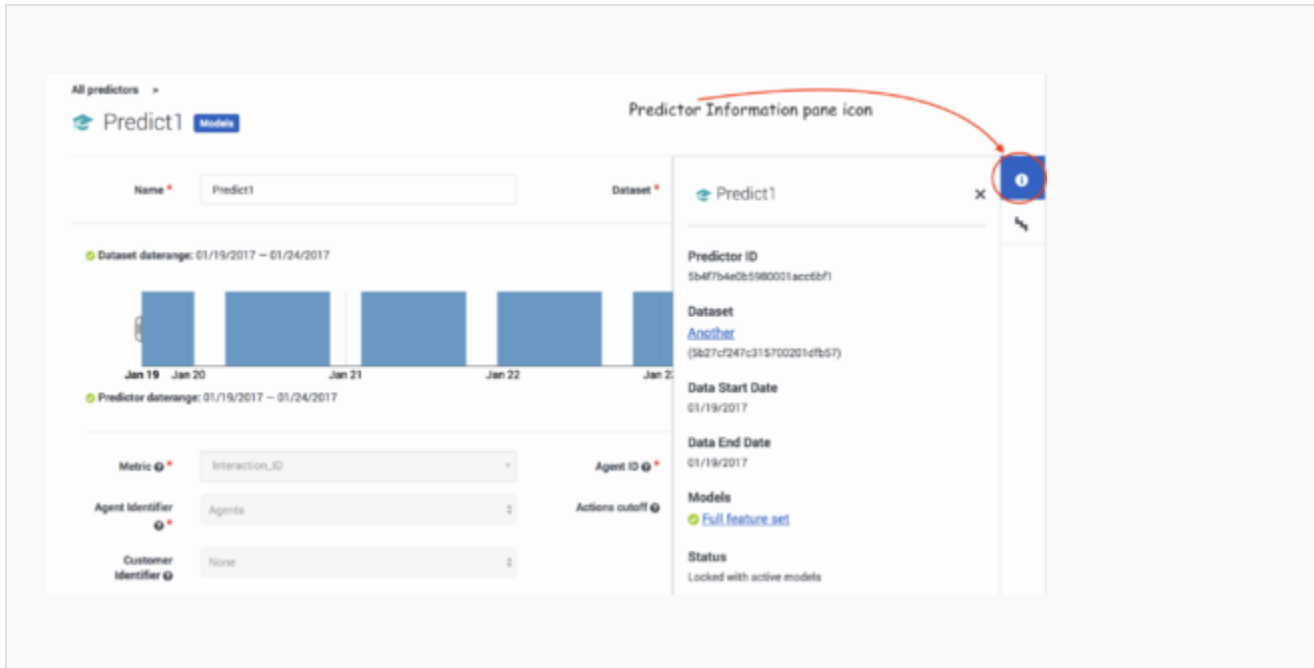 All predictors >
Predict1 Models
Predictor Information pane icon
Name *
Predict1
Dataset *
Dataset daterange: 01/19/2017 — 01/24/2017
Jan 19 Jan 20 Jan 21 Jan 22 Jan 2
Predictor daterange: 01/19/2017 — 01/24/2017
Metric *
Interaction_ID
Agent ID *
Agent Identifier
*
Agents
Actions cutoff
Customer
Identifier
None
Predict1
Predictor ID
Dataset
Another
Data Start Date
01/19/2017
Data End Date
01/19/2017
Models
Full feature set
Status
Locked with active models